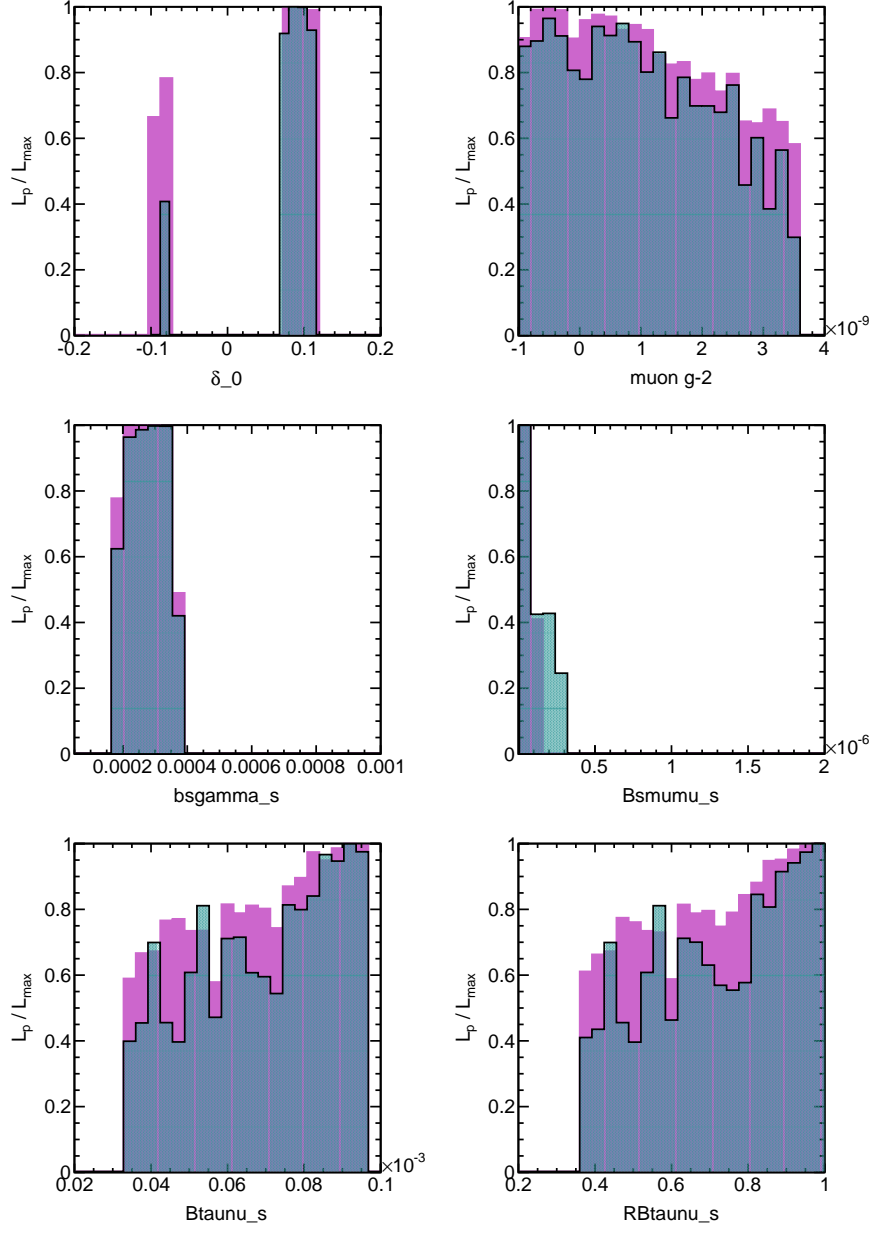 1
0.8
0.6
0.4
0.2
0
L_p / L_max
-0.2 -0.1 0 0.1 0.2
δ_0
1
0.8
0.6
0.4
0.2
0
L_p / L_max
-1 0 1 2 3 4
×10^-9
muon g-2
1
0.8
0.6
0.4
0.2
0
L_p / L_max
0.0002 0.0004 0.0006 0.0008 0.001
bsgamma_s
1
0.8
0.6
0.4
0.2
0
L_p / L_max
0.5 1 1.5 2
×10^-6
Bsmumu_s
1
0.8
0.6
0.4
0.2
0
L_p / L_max
0.02 0.04 0.06 0.08 0.1
×10^-3
Btaunu_s
1
0.8
0.6
0.4
0.2
0
L_p / L_max
0.2 0.4 0.6 0.8 1
RBtaunu_s